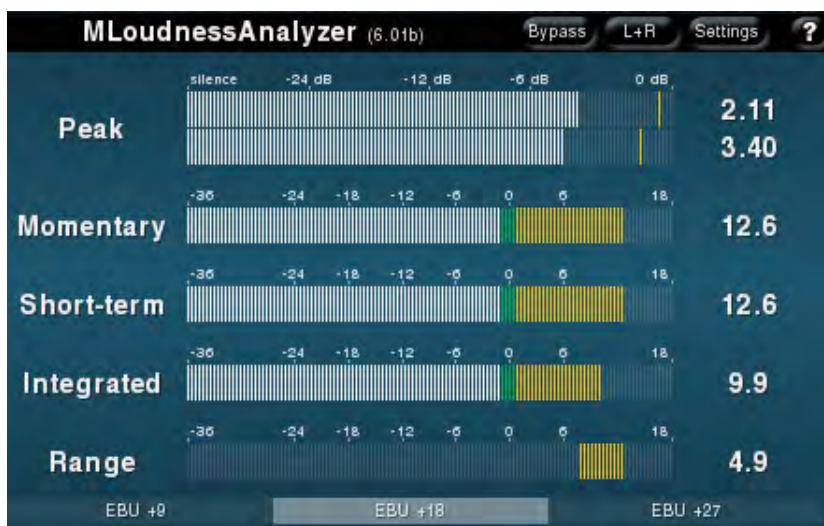 MLoudnessAnalyzer (6.01b) Bypass L+R Settings ?
silence -24 dB -12 dB -6 dB 0 dB
Peak 2.11
3.40
-36 -24 -18 -12 -6 0 6 18
Momentary 12.6
-36 -24 -18 -12 -6 0 6 18
Short-term 12.6
-36 -24 -18 -12 -6 0 6 18
Integrated 9.9
-36 -24 -18 -12 -6 0 6 18
Range 4.9
EBU +9 EBU +18 EBU +27